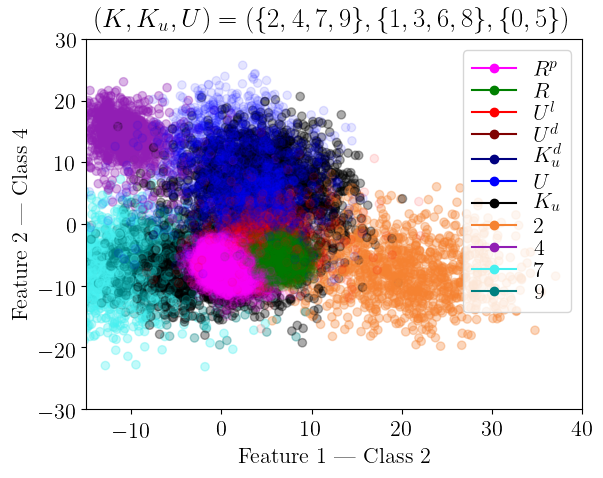 (K, K_u, U) = ({2, 4, 7, 9}, {1, 3, 6, 8}, {0, 5})
30
20
10
0
−10
−20
−30
Feature 2 — Class 4
R^p
R
U^l
U^d
K_u^d
U
K_u
2
4
7
9
−10
0
10
20
30
40
Feature 1 — Class 2